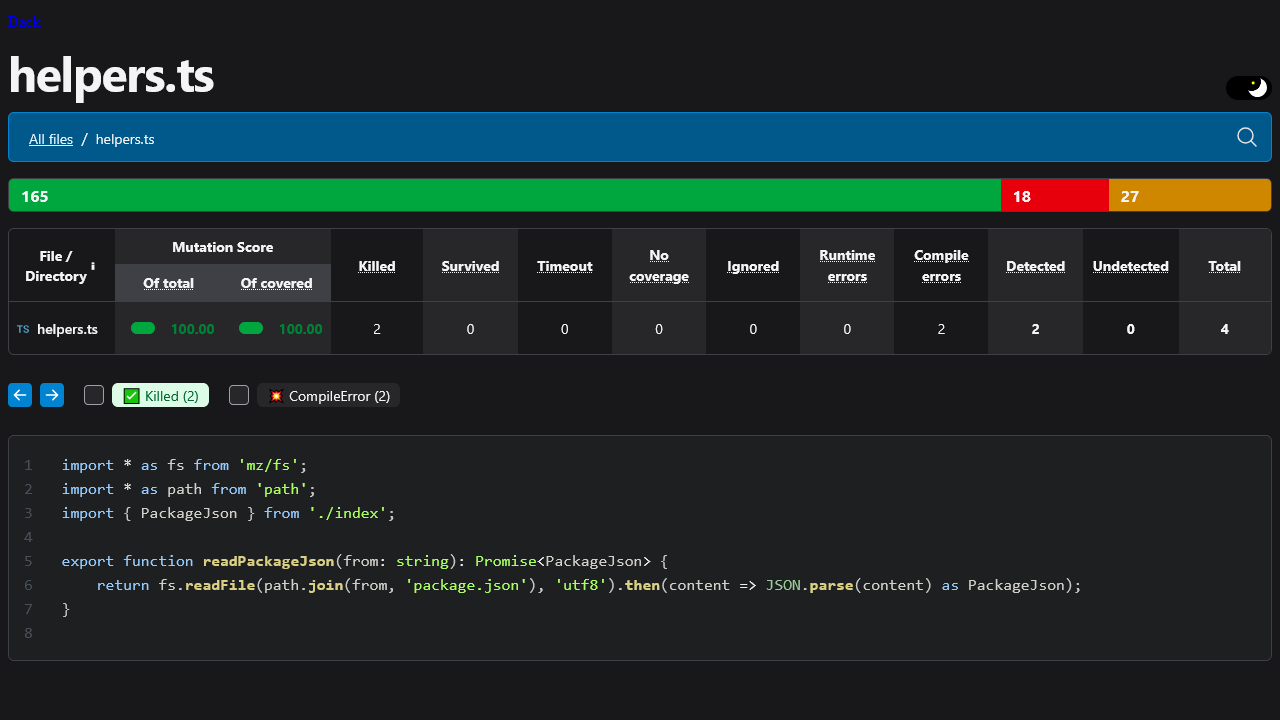 Back
helpers.ts
All files / helpers.ts
165 18 27
File / Directory Mutation Score Killed Survived Timeout No coverage Ignored Runtime errors Compile errors Detected Undetected Total
Of total Of covered
TS helpers.ts 100.00 100.00 2 0 0 0 0 0 2 2 0 4
Killed (2) CompileError (2)
1 import * as fs from 'mz/fs';
2 import * as path from 'path';
3 import { PackageJson } from './index';
4
5 export function readPackageJson(from: string): Promise<PackageJson> {
6     return fs.readFile(path.join(from, 'package.json'), 'utf8').then(content => JSON.parse(content) as PackageJson);
7 }
8